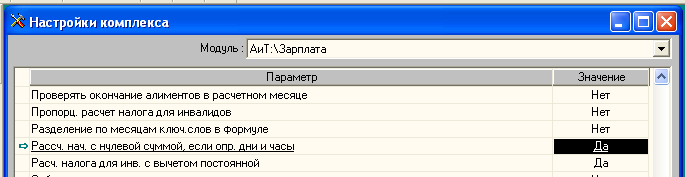 Настройки комплекса
Модуль : АиТ:\Зарплата
Параметр Значение
Проверять окончание алиментов в расчетном месяце Нет
Пропорц. расчет налога для инвалидов Нет
Разделение по месяцам ключ.слов в формуле Нет
Рассч. нач. с нулевой суммой, если опр. дни и часы Да
Расч. налога для инв. с вычетом постоянной Да